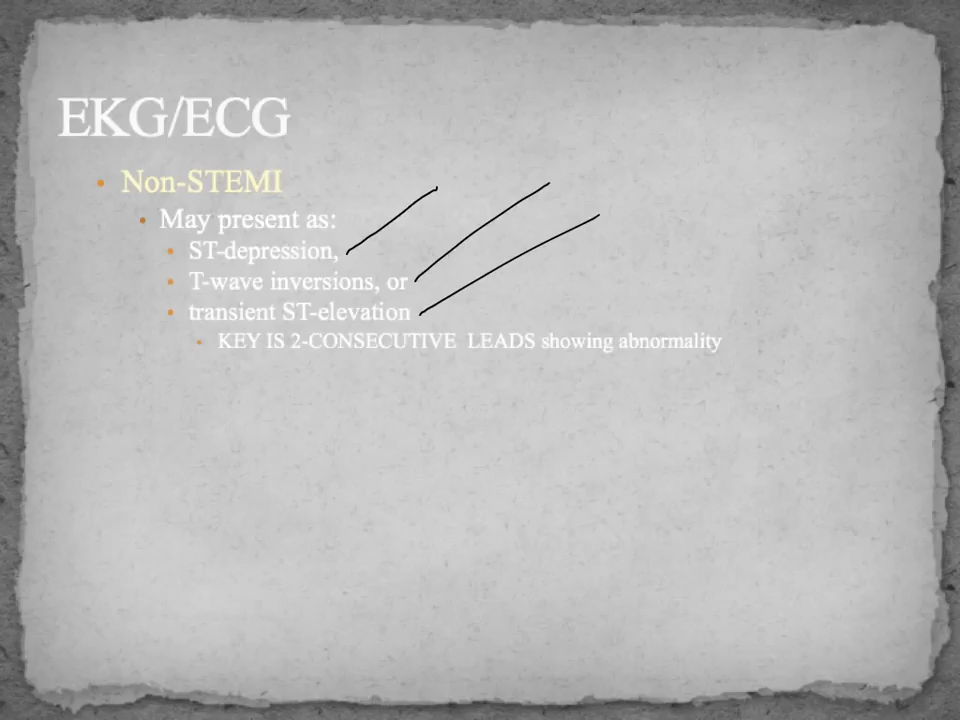 EKG/ECG
• Non-STEMI
• May present as:
• ST-depression,
• T-wave inversions, or
• transient ST-elevation
• KEY IS 2-CONSECUTIVE LEADS showing abnormality